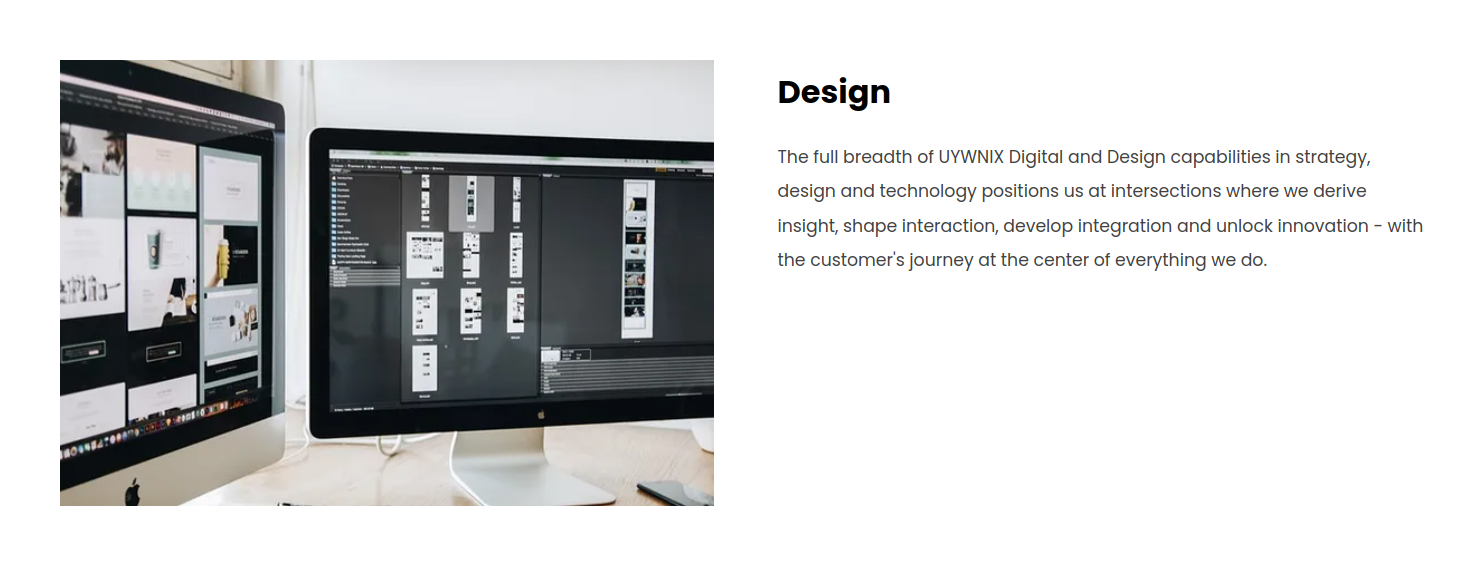 Design
The full breadth of UYWNIX Digital and Design capabilities in strategy,
design and technology positions us at intersections where we derive
insight, shape interaction, develop integration and unlock innovation - with
the customer's journey at the center of everything we do.